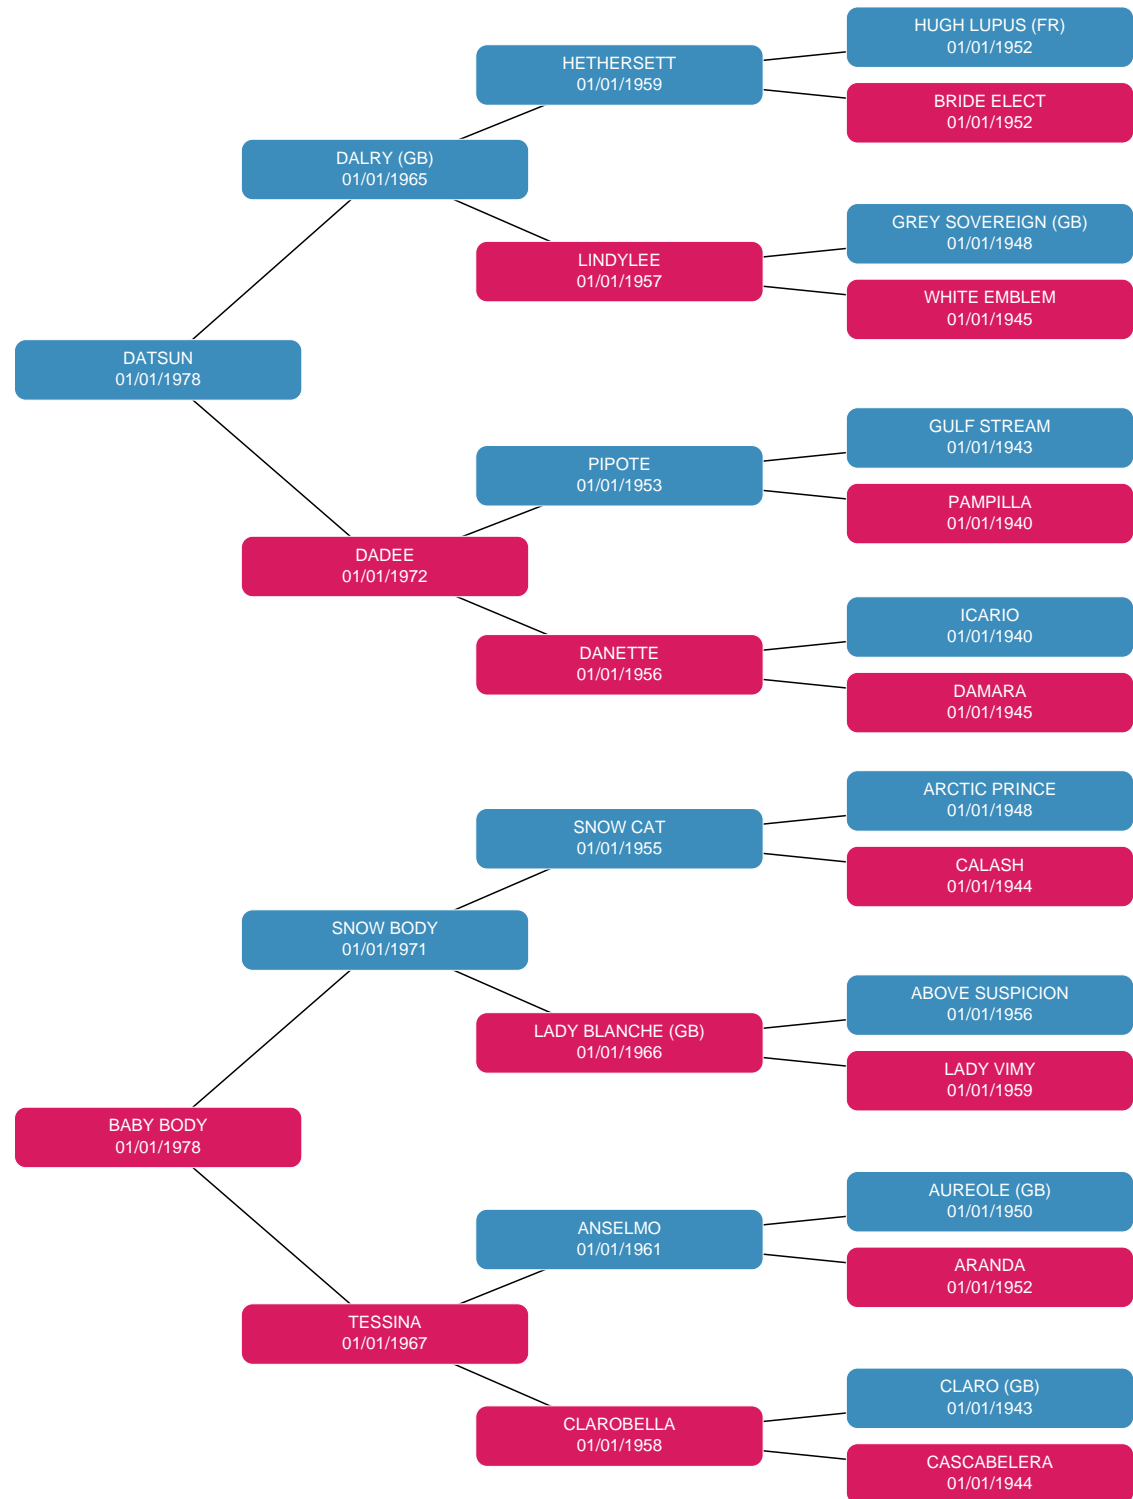 HUGH LUPUS (FR)
01/01/1952
HETHERSETT
01/01/1959
BRIDE ELECT
01/01/1952
DALRY (GB)
01/01/1965
GREY SOVEREIGN (GB)
01/01/1948
LINDYLEE
01/01/1957
WHITE EMBLEM
01/01/1945
DATSUN
01/01/1978
GULF STREAM
01/01/1943
PIPOTE
01/01/1953
PAMPILLA
01/01/1940
DADEE
01/01/1972
ICARIO
01/01/1940
DANETTE
01/01/1956
DAMARA
01/01/1945
ARCTIC PRINCE
01/01/1948
SNOW CAT
01/01/1955
CALASH
01/01/1944
SNOW BODY
01/01/1971
ABOVE SUSPICION
01/01/1956
LADY BLANCHE (GB)
01/01/1966
LADY VIMY
01/01/1959
BABY BODY
01/01/1978
AUREOLE (GB)
01/01/1950
ANSELMO
01/01/1961
ARANDA
01/01/1952
TESSINA
01/01/1967
CLARO (GB)
01/01/1943
CLAROBELLA
01/01/1958
CASCABELERA
01/01/1944